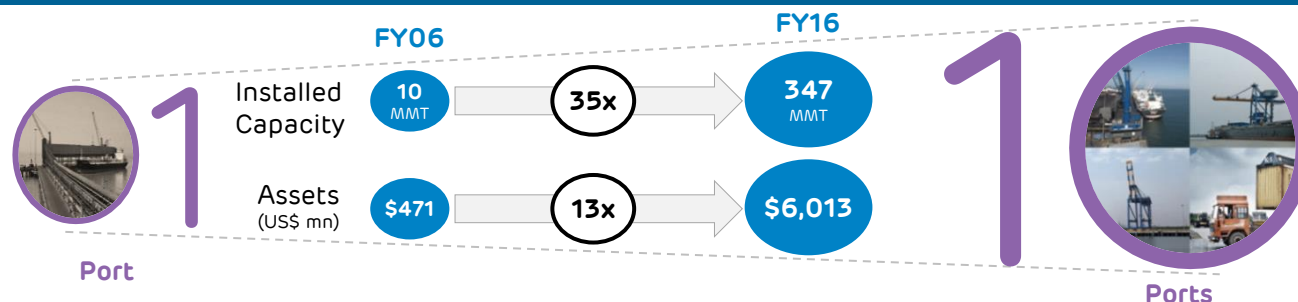 FY06
FY16
Installed
Capacity
10
MMT
35x
347
MMT
Assets
(US$ mn)
$471
13x
$6,013
1
Port
10
Ports